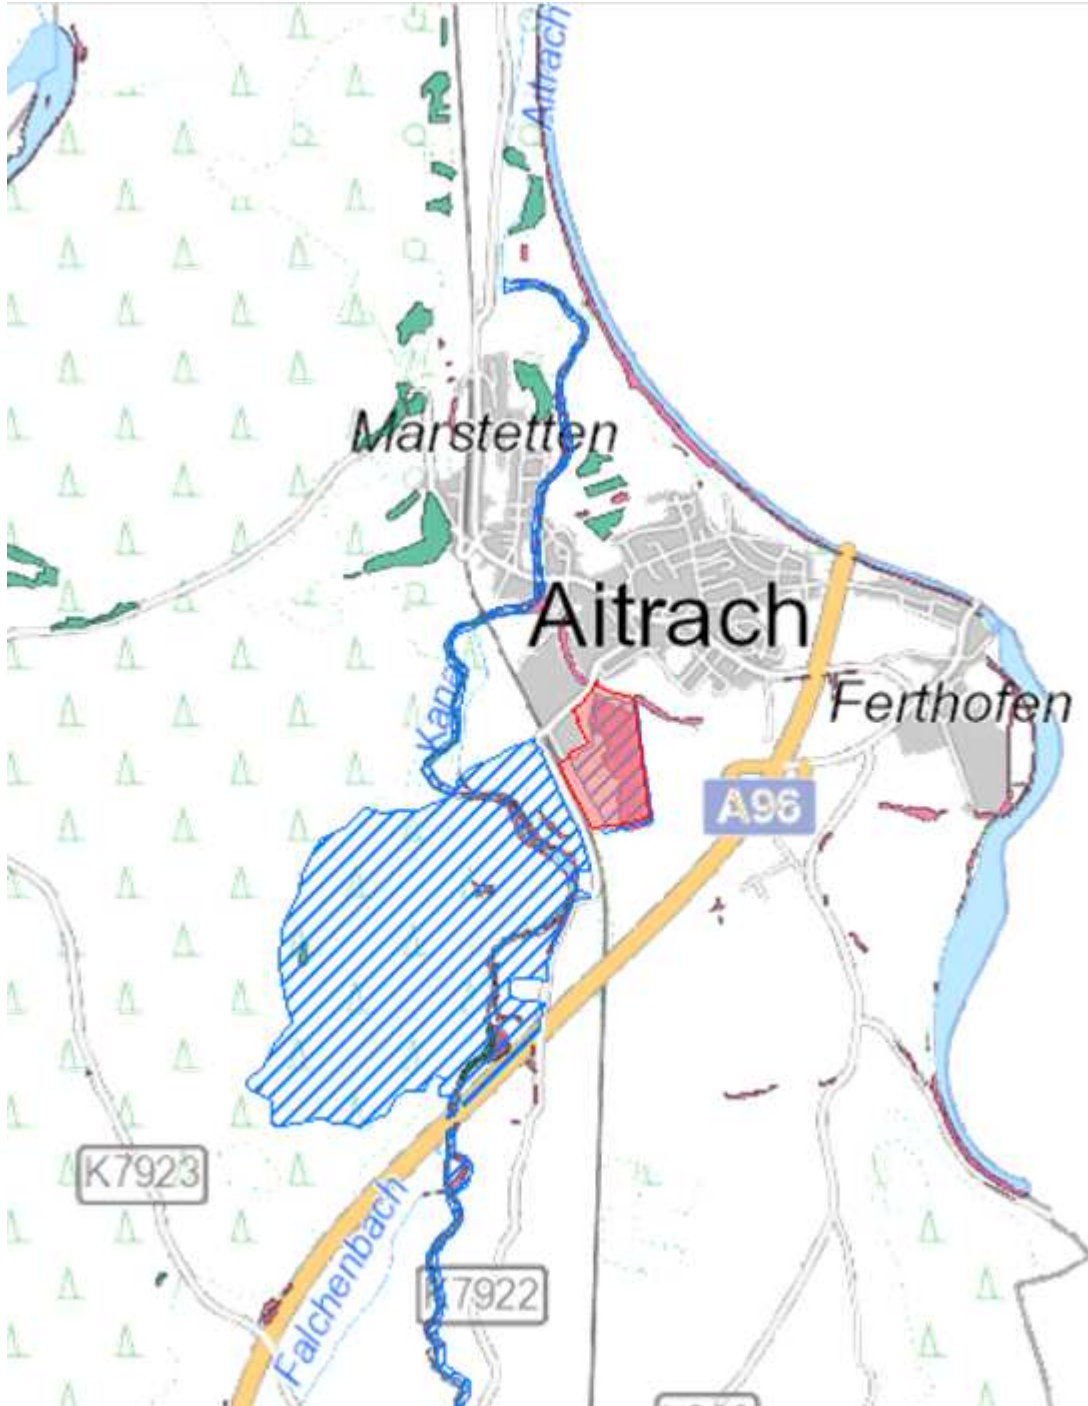 Aitrach
Marstetten
Aitrach
Kanal
Ferthofen
A96
K7923
Falchenbach
K7922